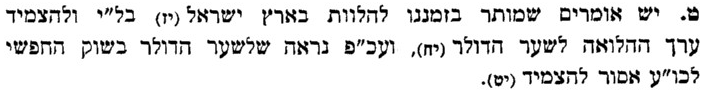 ט. יש אומרים שמותר בזמננו להלוות בארץ ישראל (יז) בל"י ולהצמיד
ערך ההלואה לשער הדולר (יח), ועכ"פ נראה שלשער הדולר בשוק החפשי
לכו"ע אסור להצמיד (יט).